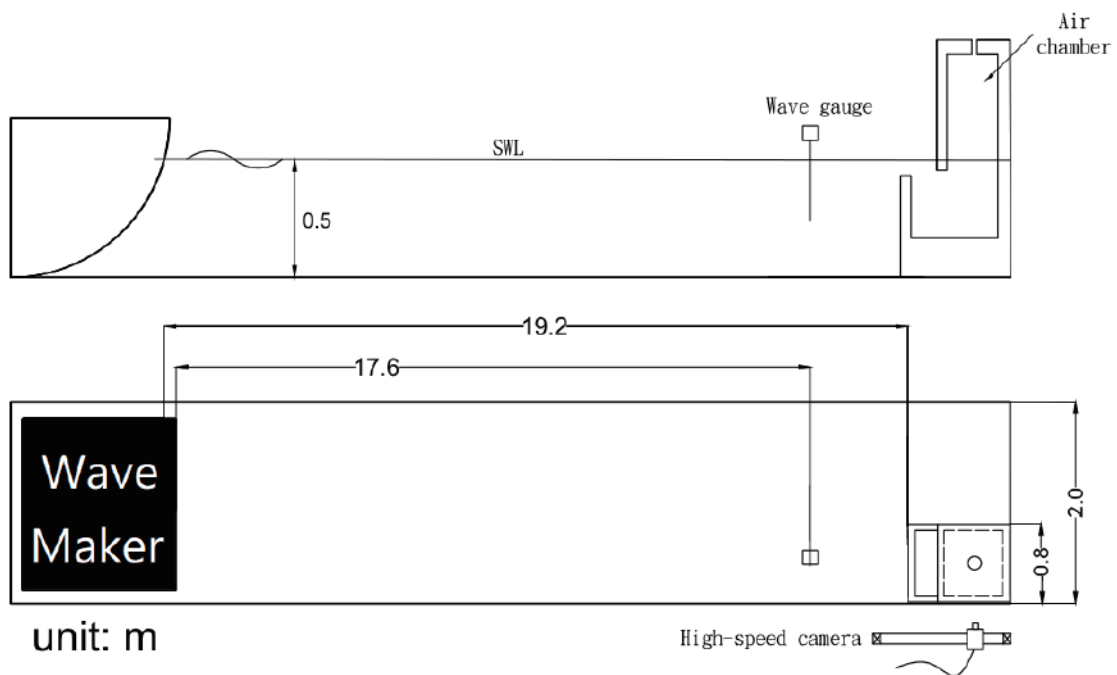 Air
chamber
Wave gauge
SWL
0.5
19.2
17.6
Wave
Maker
2.0
0.8
unit: m
High-speed camera